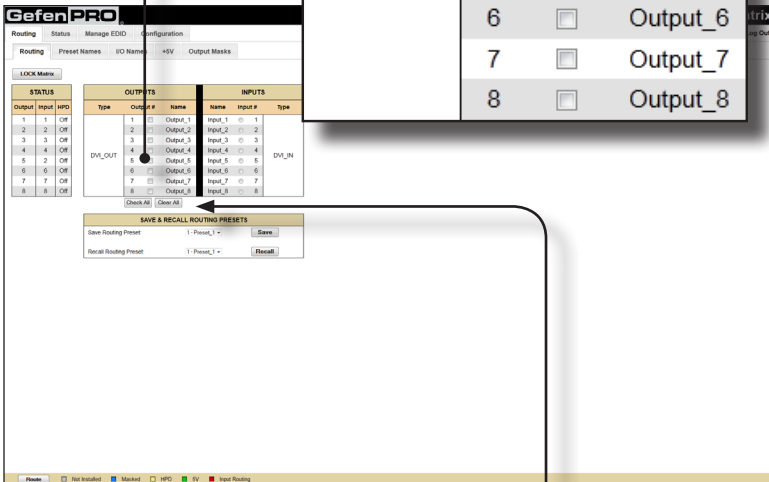 Gefen PRO
trix
Log Out
Routing Status Manage EDID Configuration
Routing Preset Names I/O Names +5V Output Masks
LOCK Matrix
STATUS OUTPUTS INPUTS
Output Input HPD Type Output # Name Name Input # Type
1 1 Off 1 Output_1 Input_1 1
2 2 Off 2 Output_2 Input_2 2
3 3 Off 3 Output_3 Input_3 3
4 4 Off 4 Output_4 Input_4 4
DVI_OUT DVI_IN
5 2 Off 5 Output_5 Input_5 5
6 6 Off 6 Output_6 Input_6 6
7 7 Off 7 Output_7 Input_7 7
8 8 Off 8 Output_8 Input_8 8
Check All Clear All
SAVE & RECALL ROUTING PRESETS
Save Routing Preset: 1 - Preset_1 Save
Recall Routing Preset: 1 - Preset_1 Recall
6 Output_6
7 Output_7
8 Output_8
Route Not Installed Masked HPD 5V Input Routing